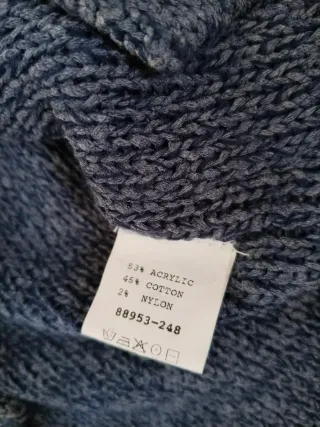 53% ACRYLIC
45% COTTON
2% NYLON
88953-248